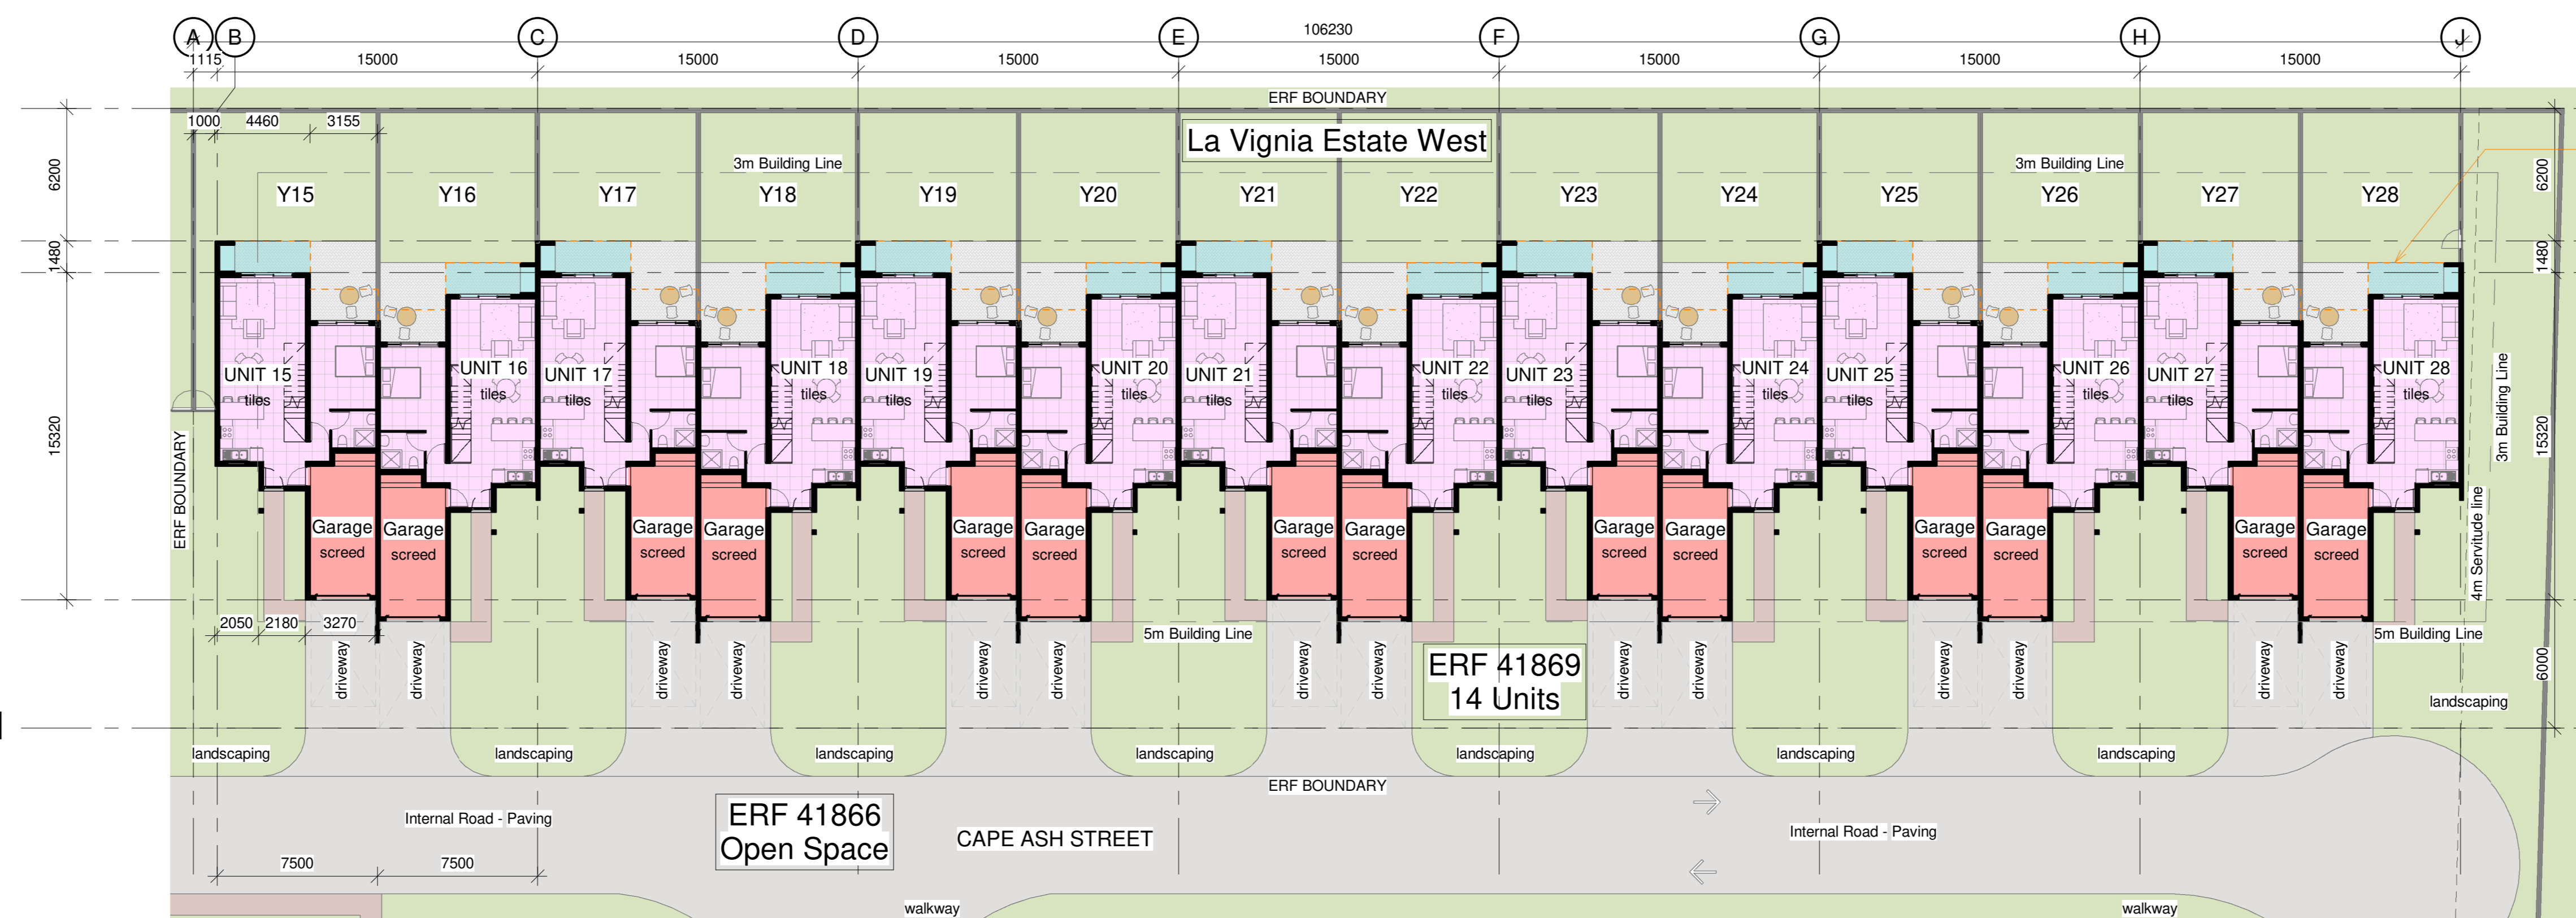 A
B
C
D
E
F
G
H
J
106230
1115
15000
15000
15000
15000
15000
15000
15000
ERF BOUNDARY
1000
4460
3155
La Vignia Estate West
3m Building Line
3m Building Line
6200
6200
Y15
Y16
Y17
Y18
Y19
Y20
Y21
Y22
Y23
Y24
Y25
Y26
Y27
Y28
1480
1480
UNIT 15
tiles
UNIT 16
tiles
UNIT 17
tiles
UNIT 18
tiles
UNIT 19
tiles
UNIT 20
tiles
UNIT 21
tiles
UNIT 22
tiles
UNIT 23
tiles
UNIT 24
tiles
UNIT 25
tiles
UNIT 26
tiles
UNIT 27
tiles
UNIT 28
tiles
15320
15320
3m Building Line
4m Servitude line
ERF BOUNDARY
Garage
screed
Garage
screed
Garage
screed
Garage
screed
Garage
screed
Garage
screed
Garage
screed
Garage
screed
Garage
screed
Garage
screed
Garage
screed
Garage
screed
Garage
screed
Garage
screed
2050
2180
3270
5m Building Line
5m Building Line
driveway
driveway
driveway
driveway
driveway
driveway
driveway
driveway
driveway
driveway
driveway
driveway
driveway
driveway
ERF 41869
14 Units
6000
landscaping
landscaping
landscaping
landscaping
landscaping
landscaping
landscaping
landscaping
ERF BOUNDARY
ERF 41866
Open Space
Internal Road - Paving
CAPE ASH STREET
Internal Road - Paving
7500
7500
walkway
walkway